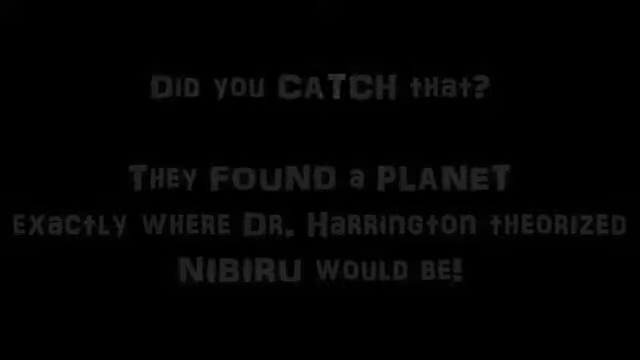 Did you CATCH that?
They FOUND a PLANET
exactly where Dr. Harrington theorized
NIBIRU would be!